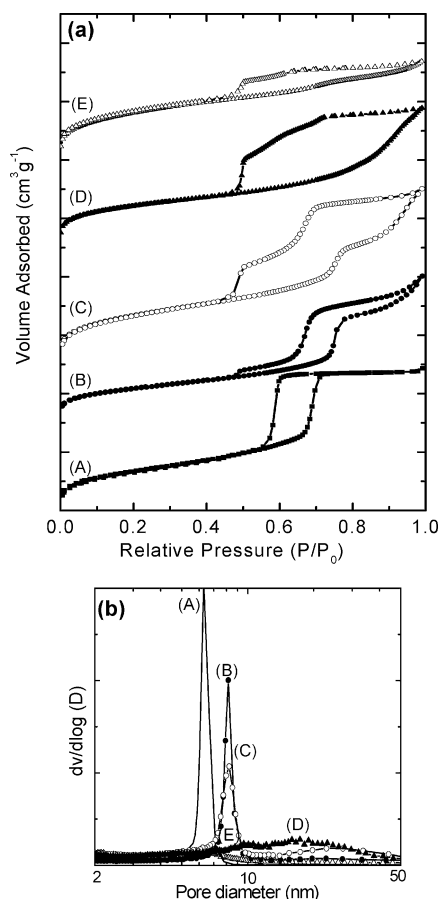 (a)
(E)
(D)
(C)
(B)
(A)
Volume Adsorbed (cm³g⁻¹)
0.0 0.2 0.4 0.6 0.8 1.0
Relative Pressure (P/P₀)
(b)
(A)
(B)
(C)
E
(D)
dv/dlog (D)
2 10 50
Pore diameter (nm)